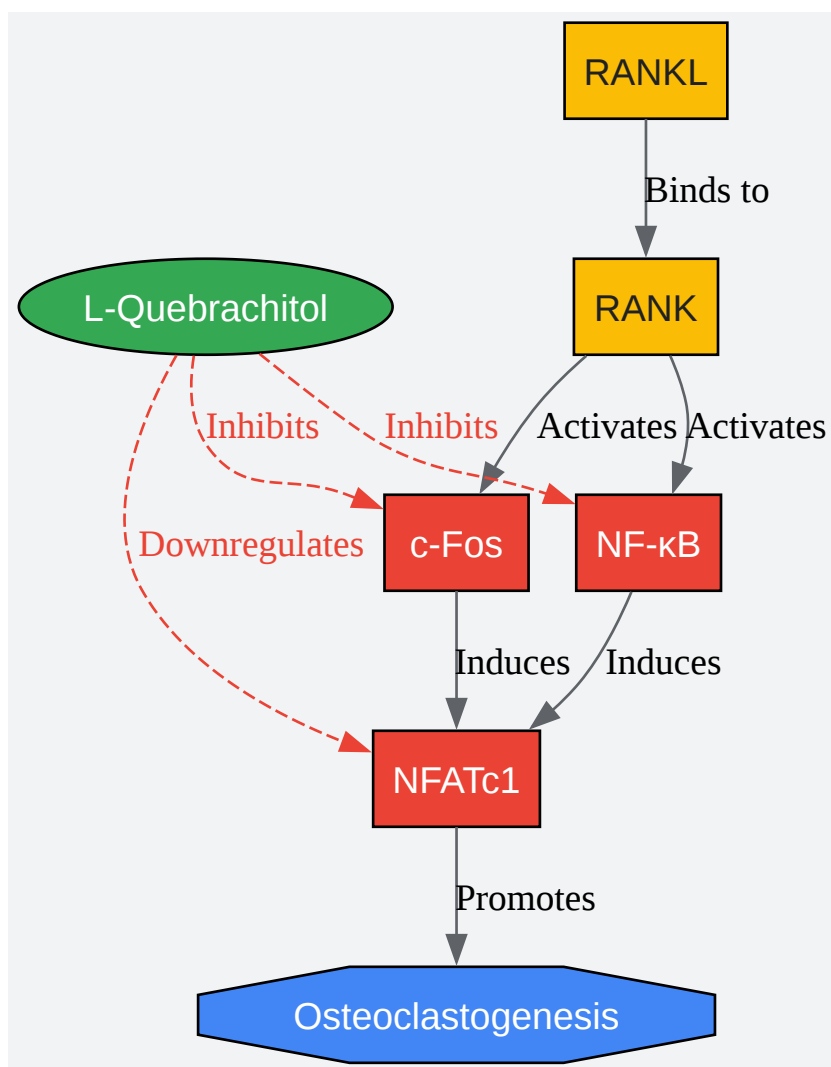 RANKL
Binds to
L-Quebrachitol
RANK
Inhibits
Inhibits
Activates
Activates
Downregulates
c-Fos
NF-κB
Induces
Induces
NFATc1
Promotes
Osteoclastogenesis